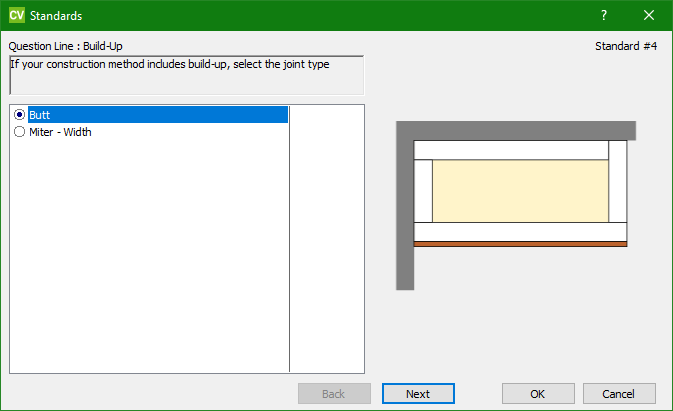 CV Standards ?
Question Line : Build-Up Standard #4
If your construction method includes build-up, select the joint type
Butt
Miter - Width
Back Next OK Cancel